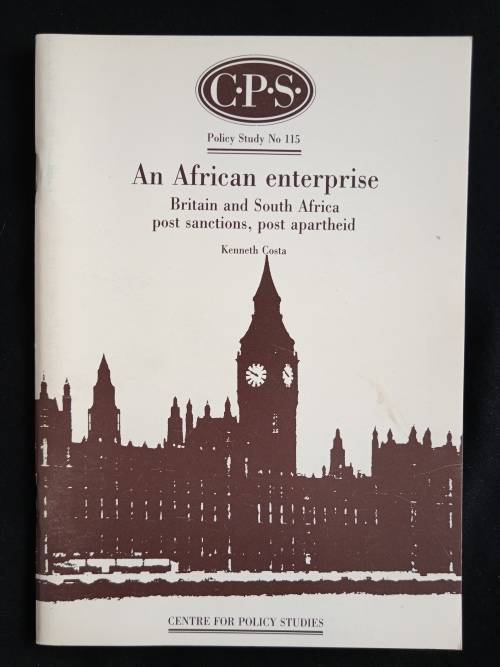 C·P·S·
Policy Study No 115
An African enterprise
Britain and South Africa
post sanctions, post apartheid
Kenneth Costa
CENTRE FOR POLICY STUDIES